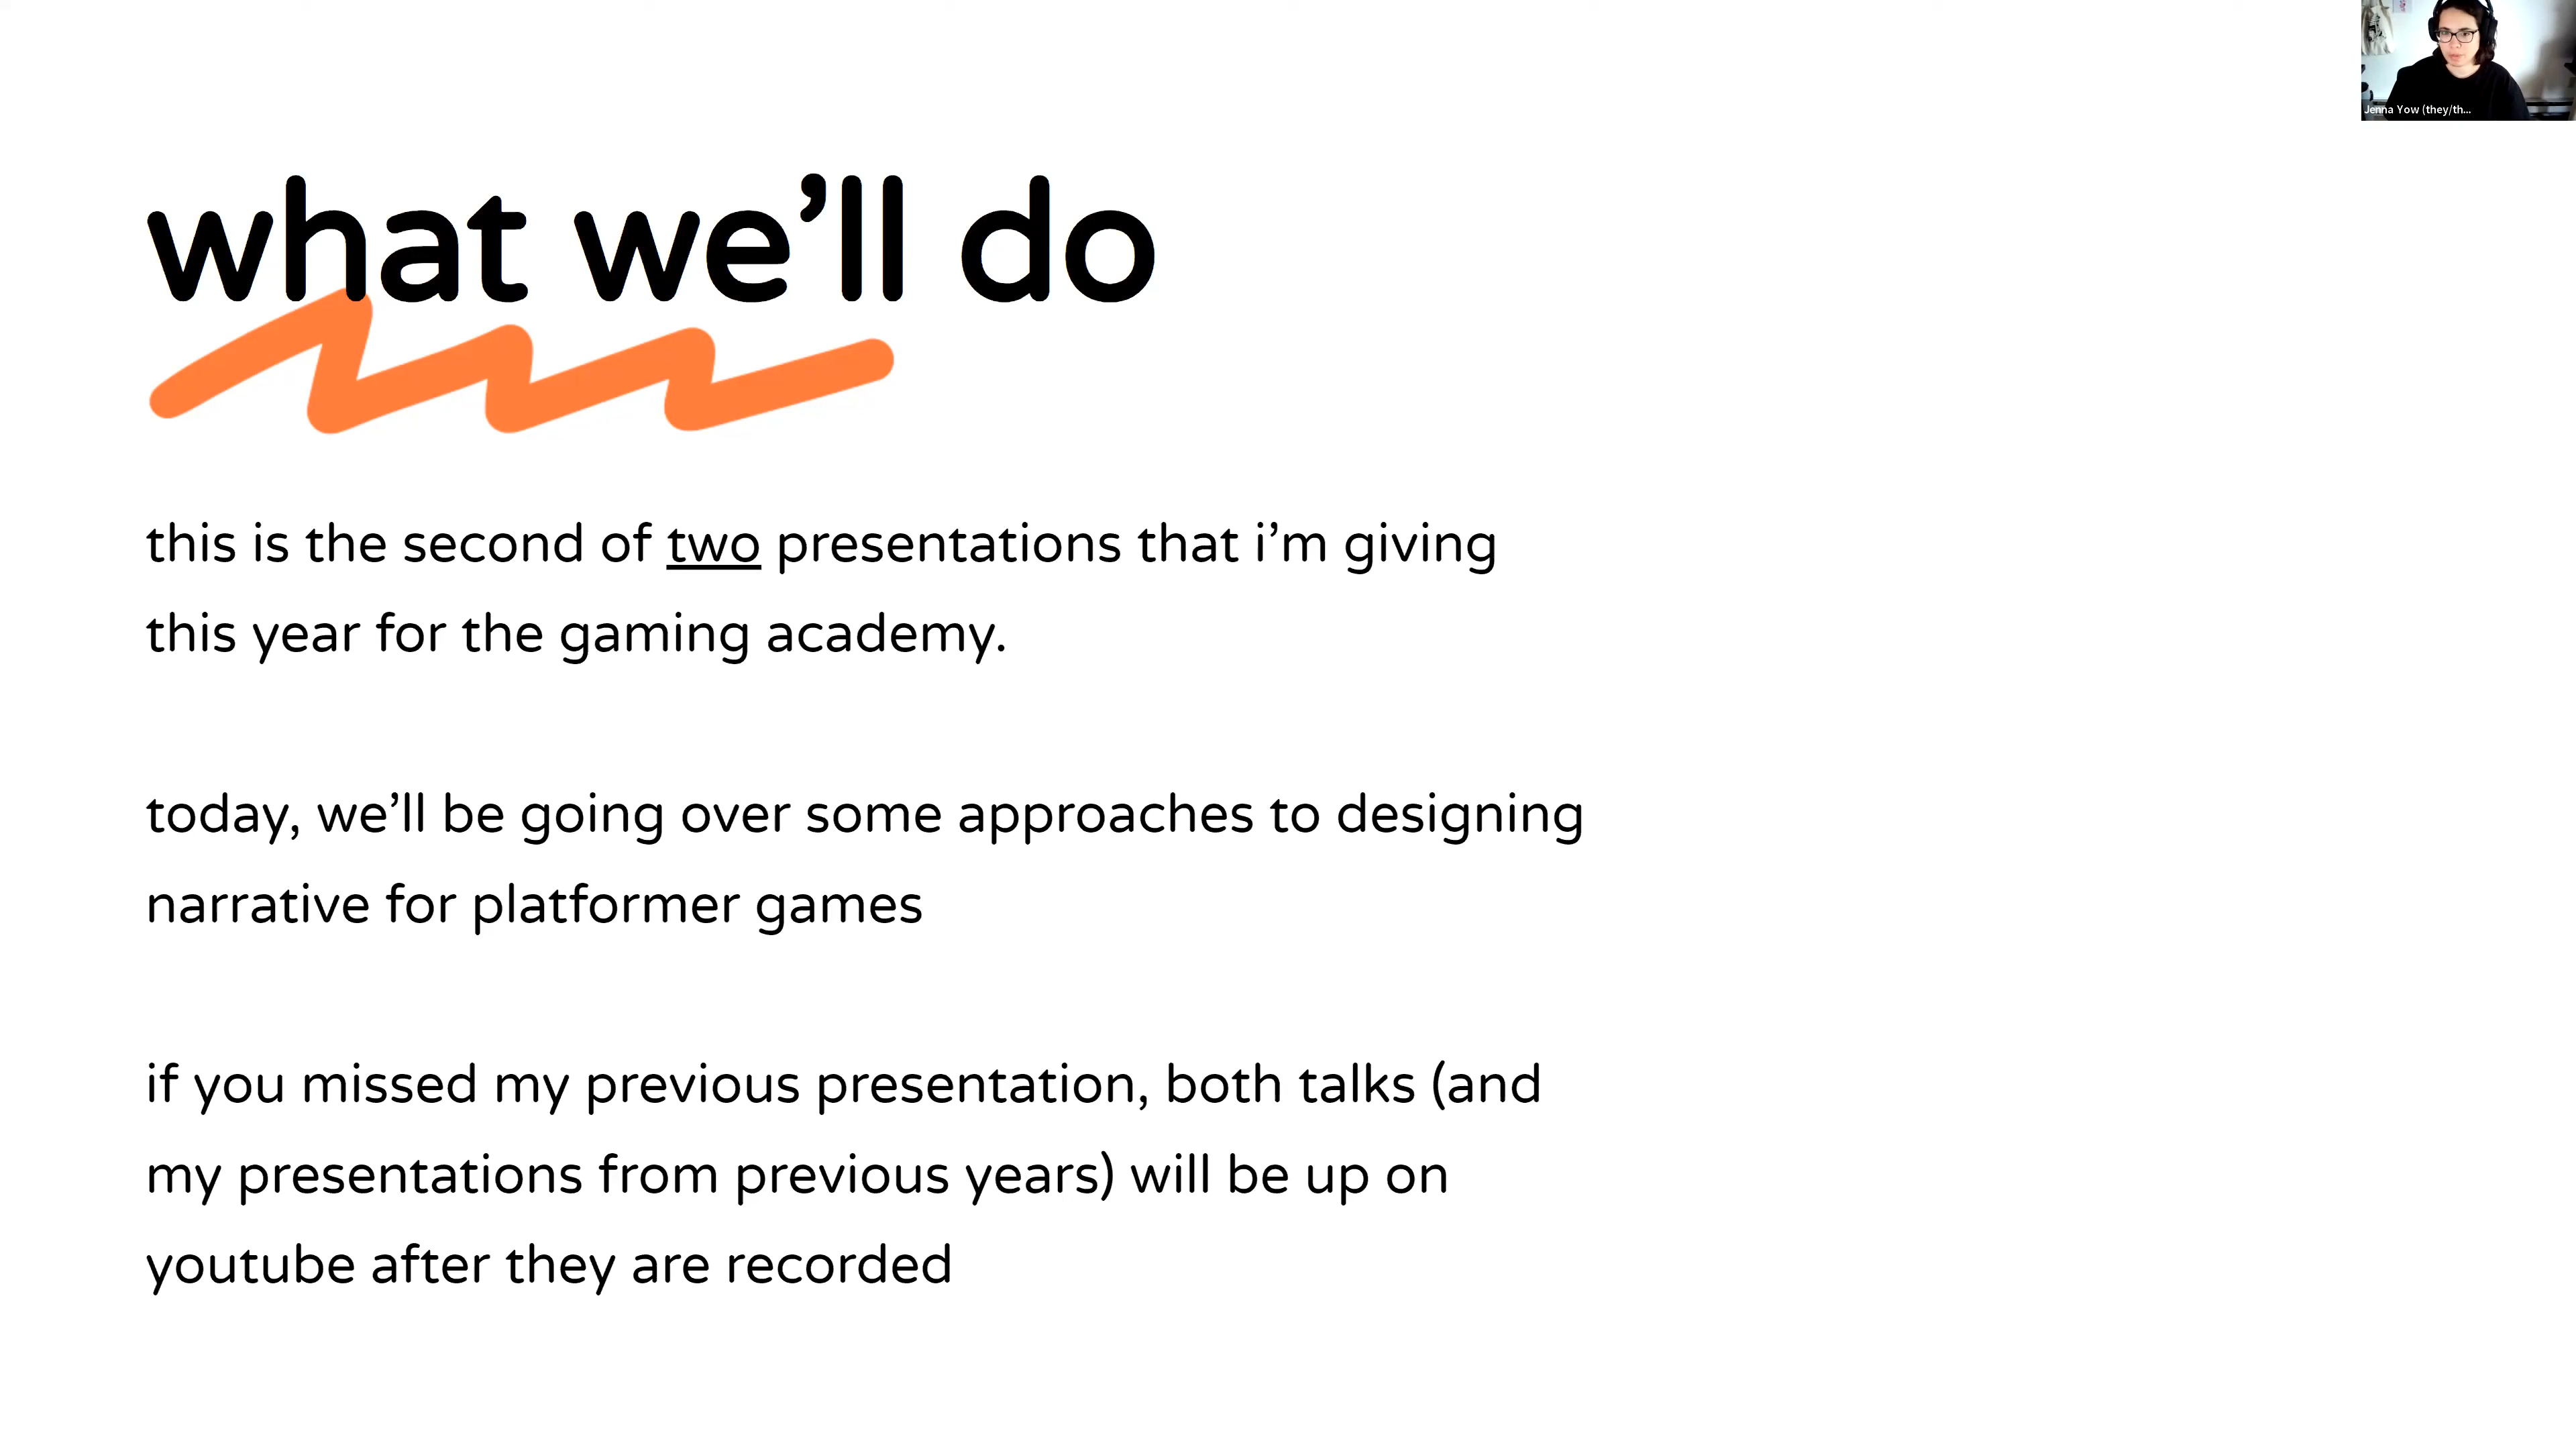 Jenna Yow (they/th...
what we’ll do
this is the second of two presentations that i’m giving
this year for the gaming academy.
today, we’ll be going over some approaches to designing
narrative for platformer games
if you missed my previous presentation, both talks (and
my presentations from previous years) will be up on
youtube after they are recorded